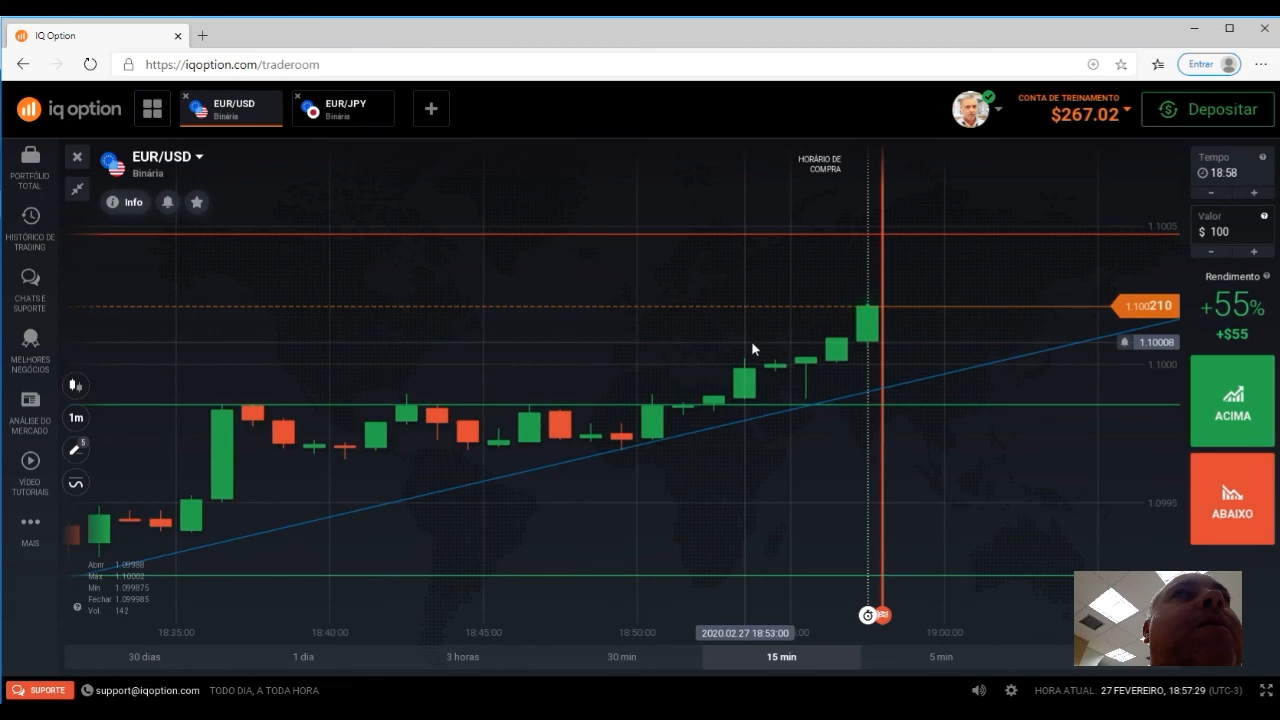 IQ Option
https://iqoption.com/traderoom
Entrar
iq option
EUR/USD
Binária
EUR/JPY
Binária
CONTA DE TREINAMENTO
$267.02
Depositar
PORTFÓLIO
TOTAL
HISTÓRICO DE
TRADING
CHATS E
SUPORTE
MELHORES
NEGÓCIOS
ANÁLISE DO
MERCADO
VÍDEO
TUTORIAIS
MAIS
EUR/USD
Binária
Info
HORÁRIO DE
COMPRA
1.1005
1.100210
1.10008
1.1000
1.0995
1m
5
Abrir 1.09988
Máx 1.10002
Mín 1.099875
Fechar 1.099985
Vol. 142
18:35:00
18:40:00
18:45:00
18:50:00
2020.02.27 18:53:00
19:00:00
30 dias
1 dia
3 horas
30 min
15 min
5 min
Tempo
18:58
Valor
$ 100
Rendimento
+55%
+$55
ACIMA
ABAIXO
SUPORTE
support@iqoption.com
TODO DIA, A TODA HORA
HORA ATUAL: 27 FEVEREIRO, 18:57:29 (UTC-3)